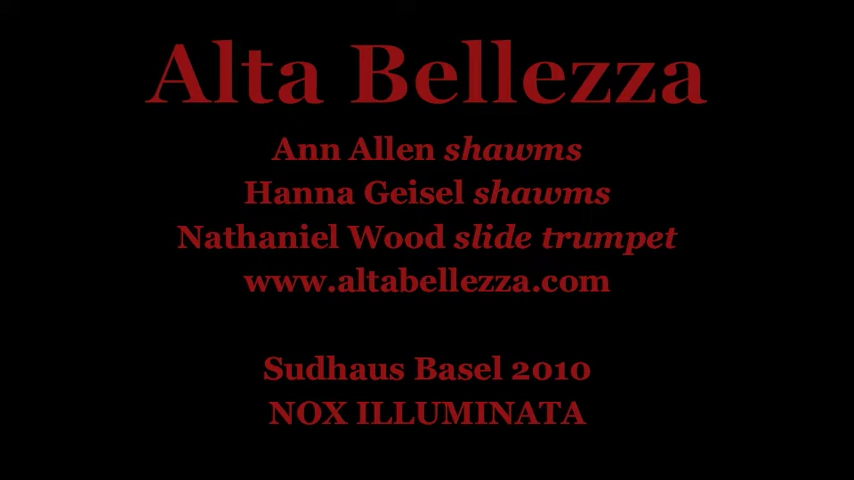 Alta Bellezza
Ann Allen shawms
Hanna Geisel shawms
Nathaniel Wood slide trumpet
www.altabellezza.com
Sudhaus Basel 2010
NOX ILLUMINATA